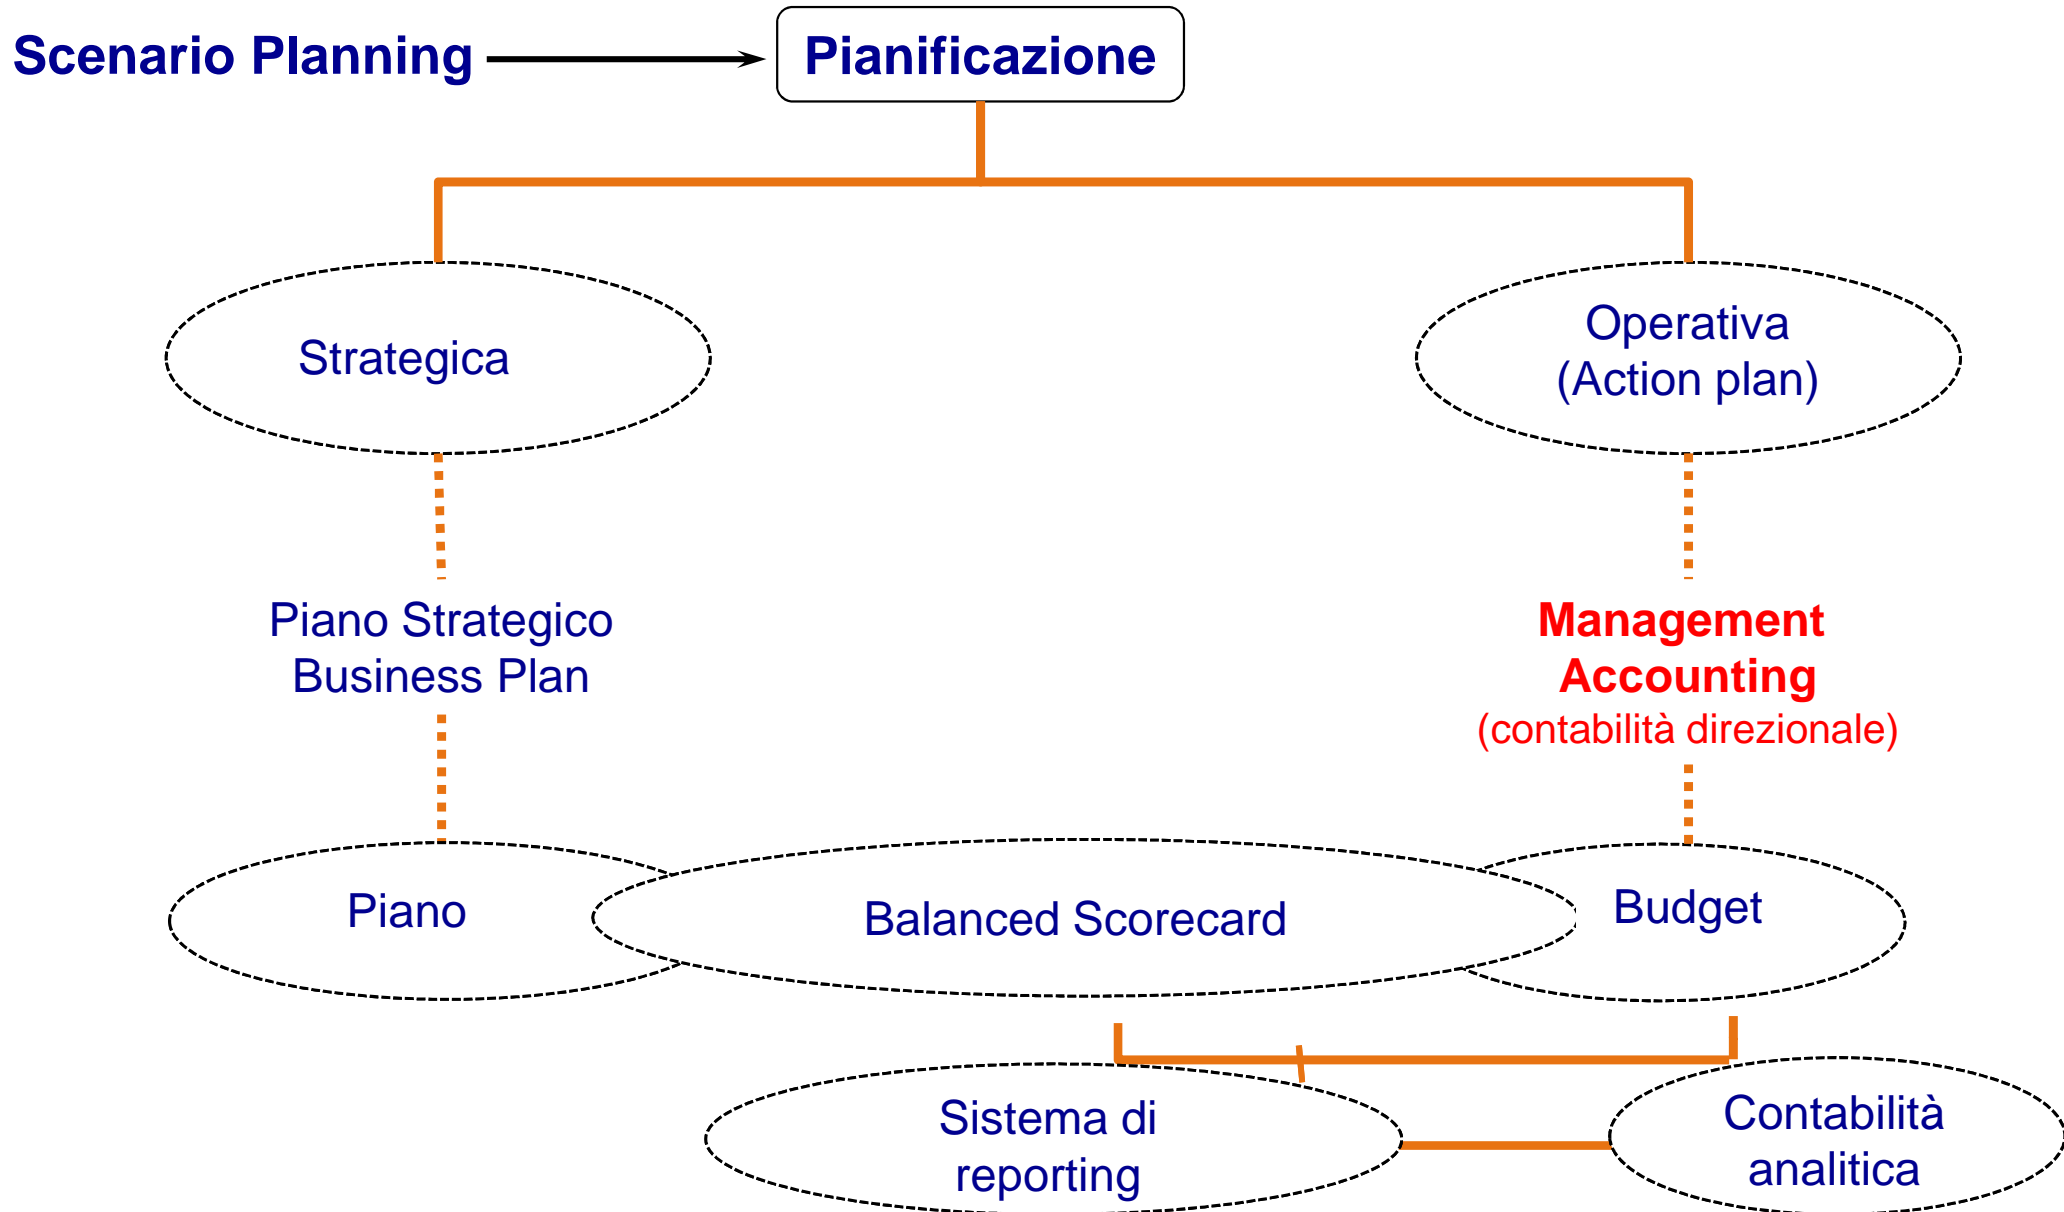 Scenario Planning
Pianificazione
Strategica
Operativa
(Action plan)
Piano Strategico
Business Plan
Management
Accounting
(contabilità direzionale)
Piano
Balanced Scorecard
Budget
Sistema di
reporting
Contabilità
analitica